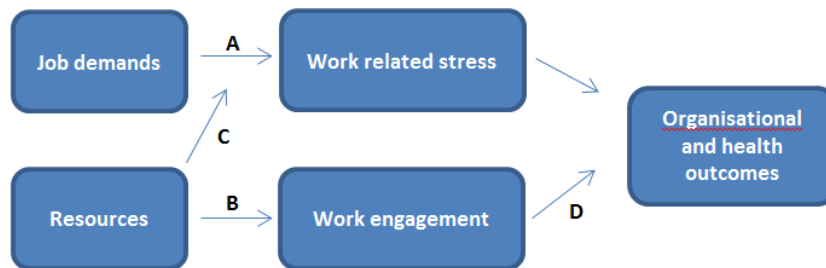 Job demands
A
Work related stress
Organisational
and health
outcomes
C
Resources
B
Work engagement
D